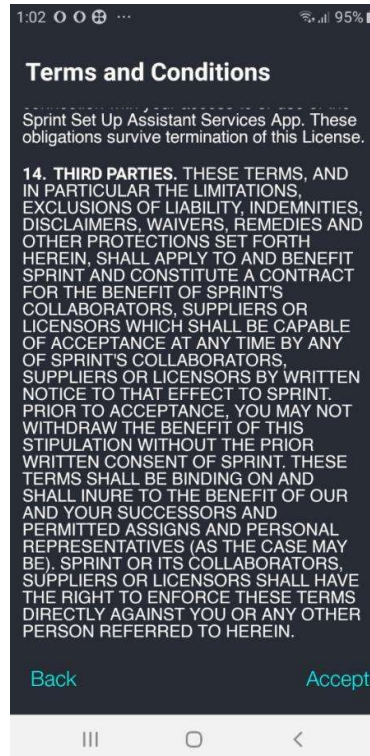 1:02
95%
Terms and Conditions
Sprint Set Up Assistant Services App. These
obligations survive termination of this License.
14. THIRD PARTIES. THESE TERMS, AND
IN PARTICULAR THE LIMITATIONS,
EXCLUSIONS OF LIABILITY, INDEMNITIES,
DISCLAIMERS, WAIVERS, REMEDIES AND
OTHER PROTECTIONS SET FORTH
HEREIN, SHALL APPLY TO AND BENEFIT
SPRINT AND CONSTITUTE A CONTRACT
FOR THE BENEFIT OF SPRINT'S
COLLABORATORS, SUPPLIERS OR
LICENSORS WHICH SHALL BE CAPABLE
OF ACCEPTANCE AT ANY TIME BY ANY
OF SPRINT'S COLLABORATORS,
SUPPLIERS OR LICENSORS BY WRITTEN
NOTICE TO THAT EFFECT TO SPRINT.
PRIOR TO ACCEPTANCE, YOU MAY NOT
WITHDRAW THE BENEFIT OF THIS
STIPULATION WITHOUT THE PRIOR
WRITTEN CONSENT OF SPRINT. THESE
TERMS SHALL BE BINDING ON AND
SHALL INURE TO THE BENEFIT OF OUR
AND YOUR SUCCESSORS AND
PERMITTED ASSIGNS AND PERSONAL
REPRESENTATIVES (AS THE CASE MAY
BE). SPRINT OR ITS COLLABORATORS,
SUPPLIERS OR LICENSORS SHALL HAVE
THE RIGHT TO ENFORCE THESE TERMS
DIRECTLY AGAINST YOU OR ANY OTHER
PERSON REFERRED TO HEREIN.
Back
Accept